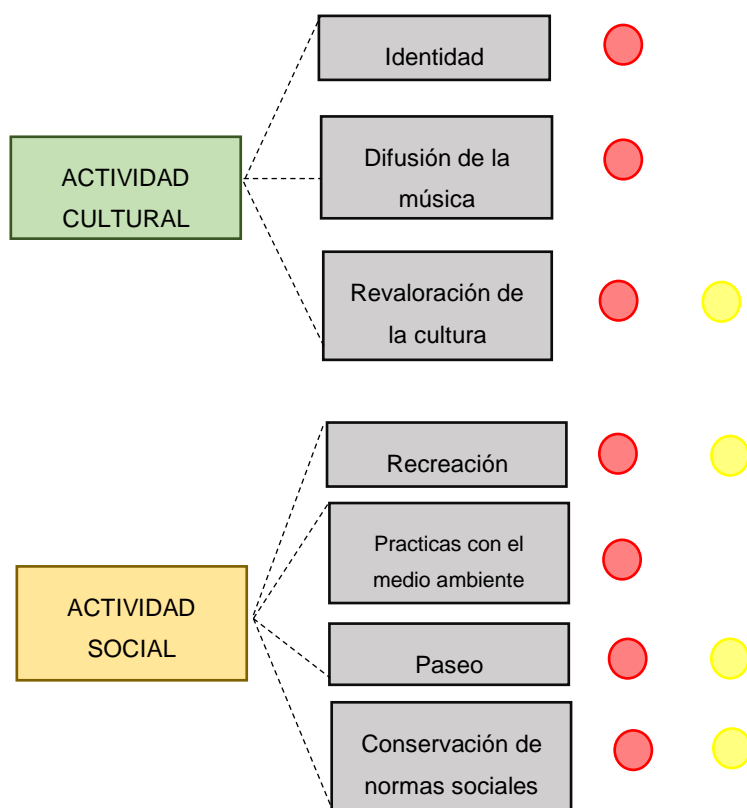 Identidad
ACTIVIDAD
CULTURAL
Difusión de la
música
Revaloración de
la cultura
Recreación
Practicas con el
medio ambiente
ACTIVIDAD
SOCIAL
Paseo
Conservación de
normas sociales